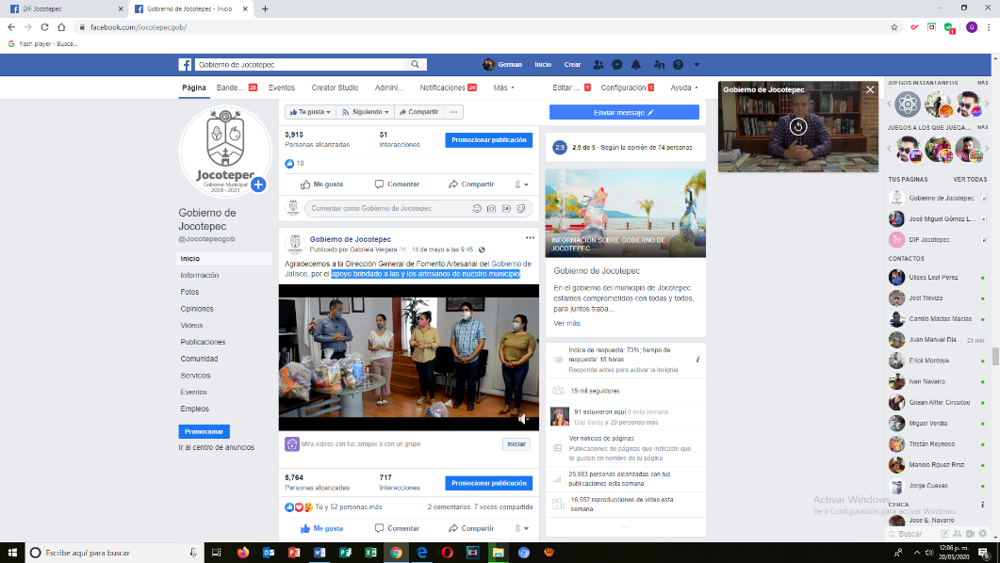 DIF Jocotepec
Gobierno de Jocotepec - Inicio
facebook.com/Jocotepecgob/
flash player - Busca...
Gobierno de Jocotepec
German
Inicio
Crear
Página
Bande...
28
Eventos
Creator Studio
Admini...
Notificaciones
24
Más
Editar ...
1
Configuración
1
Ayuda
Te gusta
Siguiendo
Compartir
Enviar mensaje
Jocotepec
Gobierno Municipal
2018 - 2021
Gobierno de
Jocotepec
@Jocotepecgob
Inicio
Información
Fotos
Opiniones
Videos
Publicaciones
Comunidad
Servicios
Eventos
Empleos
Promocionar
Ir al centro de anuncios
3,913
Personas alcanzadas
31
Interacciones
Promocionar publicación
10
Me gusta
Comentar
Compartir
Comentar como Gobierno de Jocotepec
Gobierno de Jocotepec
Publicado por Gabriela Vergara [?] · 14 de mayo a las 9:45 ·
Agradecemos a la Dirección General de Fomento Artesanal del Gobierno de
Jalisco, por el apoyo brindado a las y los artesanos de nuestro municipio.
Mira videos con tus amigos o con un grupo
Iniciar
5,764
Personas alcanzadas
717
Interacciones
Promocionar publicación
Tú y 52 personas más
2 comentarios
7 veces compartido
Me gusta
Comentar
Compartir
2.9
2.9 de 5 · Según la opinión de 74 personas
INFORMACIÓN SOBRE GOBIERNO DE
JOCOTEPEC
Gobierno de Jocotepec
En el gobierno del municipio de Jocotepec
estamos comprometidos con todas y todos,
para juntos traba...
Ver más
Índice de respuesta: 73%; tiempo de
respuesta: 18 horas
Responde antes para activar la insignia
15 mil seguidores
91 estuvieron aquí 0 esta semana
Day Barez y 29 personas más
Ver noticias de páginas
Publicaciones de páginas que indicaste que
te gustan en nombre de tu página
25,983 personas alcanzadas con tus
publicaciones esta semana
16,552 reproducciones de video esta
semana
Gobierno de Jocotepec
JUEGOS INSTANTÁNEOS
MÁS
JUEGOS A LOS QUE JUEGA...
MÁS
TUS PÁGINAS
VER TODAS
Gobierno de Jocotepec
9
José Miguel Gómez L...
4
DIF Jocotepec
9
CONTACTOS
Ulises Leal Perez
Jest Trevizo
Camilo Macias Macias
Juan Manuel Dia...
21 min
Erick Montoya
Ivan Navarro
Giaan Alfter Circuitoo
Miguel Verdia
Tristán Reynoso
Manolo Rguez Rmz
Jorge Cuevas
CERCA
Jose E. Navarro
Buscar
Activar Windows
Ve a Configuración para activar Windows.
Escribe aquí para buscar
12:06 p. m.
20/05/2020
6